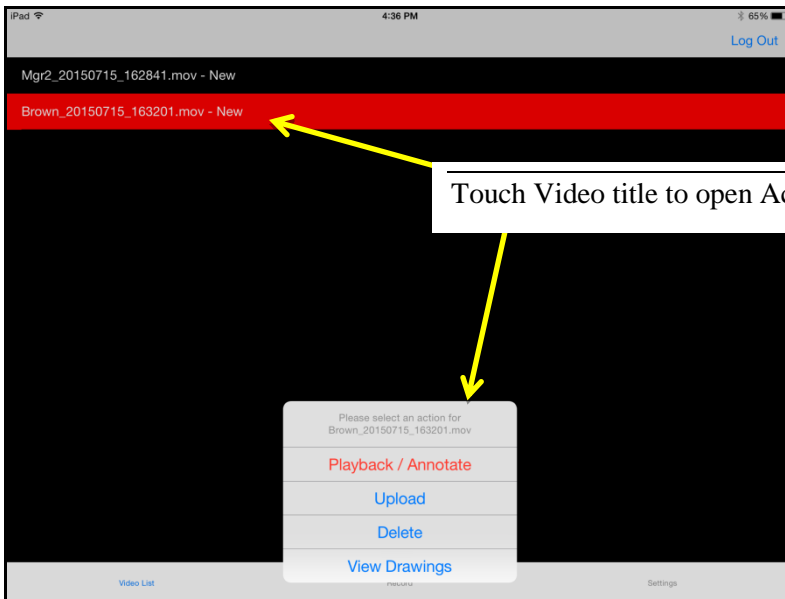 iPad 4:36 PM 65%
Log Out
Mgr2_20150715_162841.mov - New
Brown_20150715_163201.mov - New
Touch Video title to open
Please select an action for
Brown_20150715_163201.mov
Playback / Annotate
Upload
Delete
View Drawings
Video List Record Settings